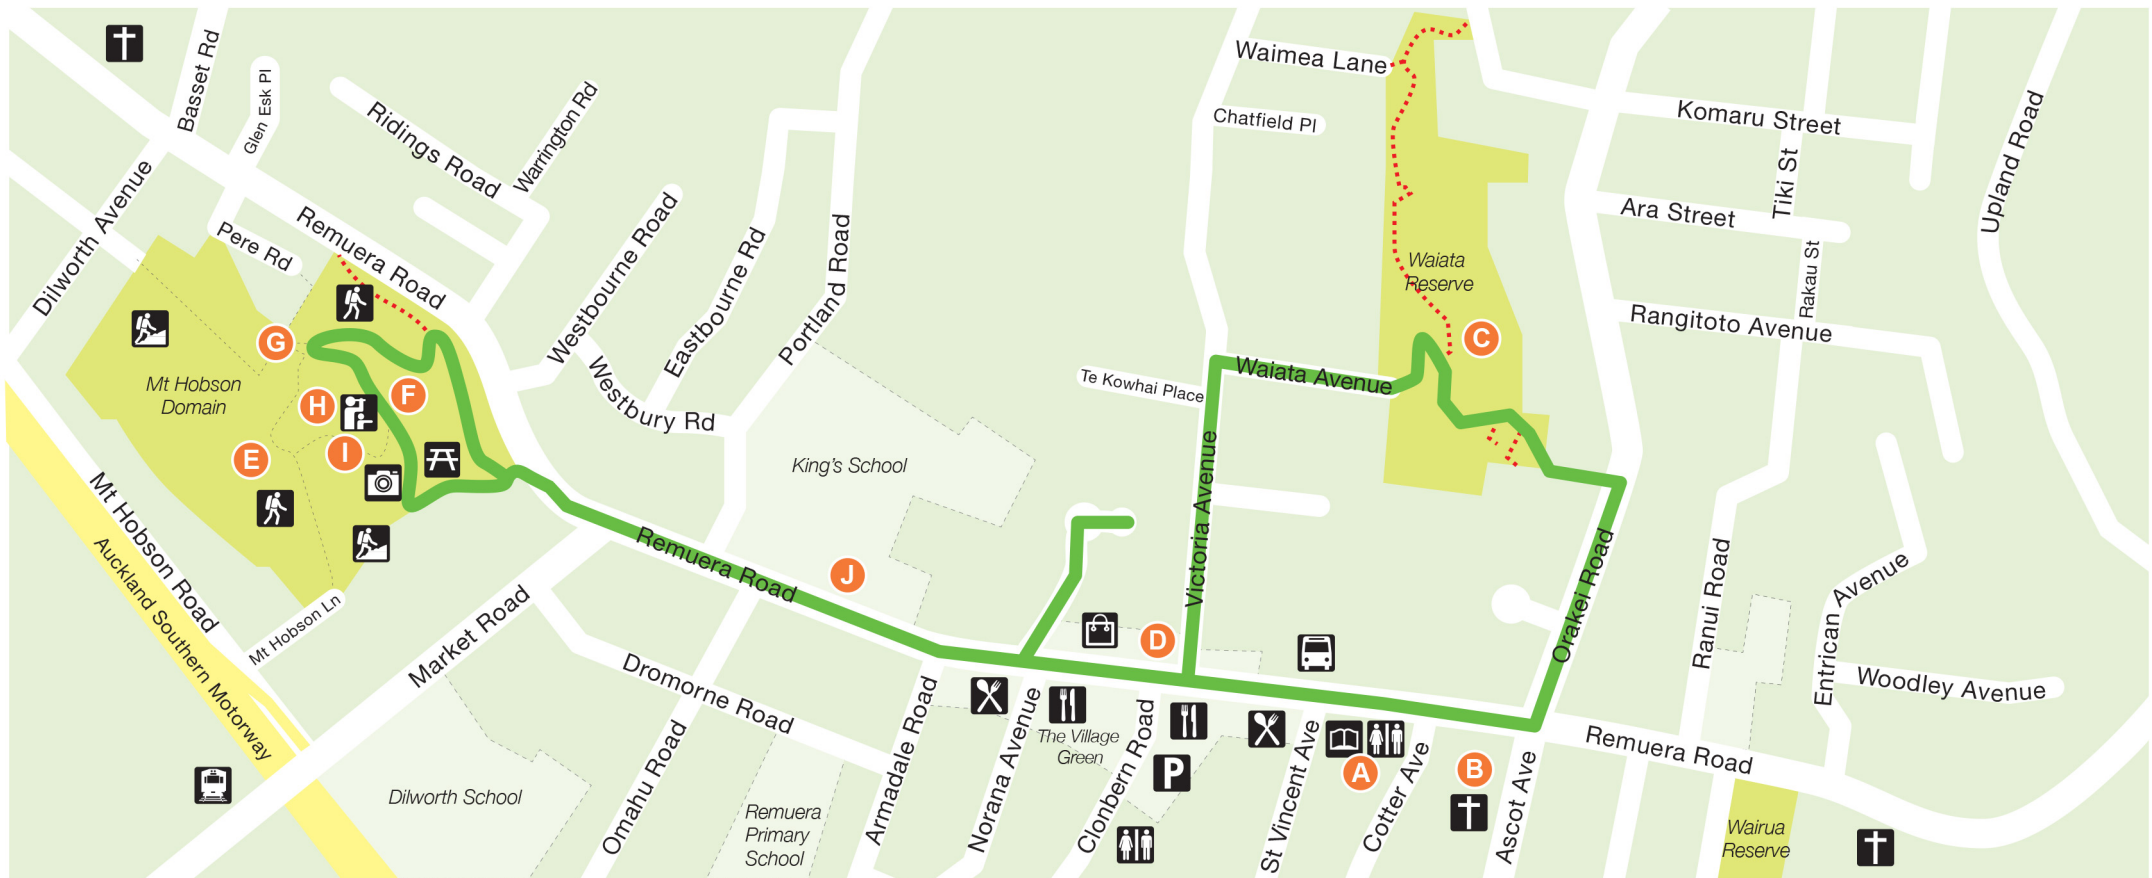 Basset Rd
Glen Esk Pl
Ridings Road
Warrington Rd
Dilworth Avenue
Pere Rd
Remuera Road
Westbourne Road
Eastbourne Rd
Portland Road
Westbury Rd
Waimea Lane
Chatfield Pl
Komaru Street
Tiki St
Upland Road
Ara Street
Rakau St
Rangitoto Avenue
Waiata
Reserve
C
Waiata Avenue
Te Kowhai Place
Victoria Avenue
G
Mt Hobson
Domain
H
F
E
I
King's School
Mt Hobson Road
Auckland Southern Motorway
Mt Hobson Ln
Market Road
Remuera Road
J
D
Orakei Road
Ranui Road
Entrican Avenue
Woodley Avenue
Dromorne Road
Omahu Road
Armadale Road
Norana Avenue
The Village
Green
Clonbern Road
P
St Vincent Ave
A
Cotter Ave
B
Ascot Ave
Remuera Road
Dilworth School
Remuera
Primary
School
Wairua
Reserve